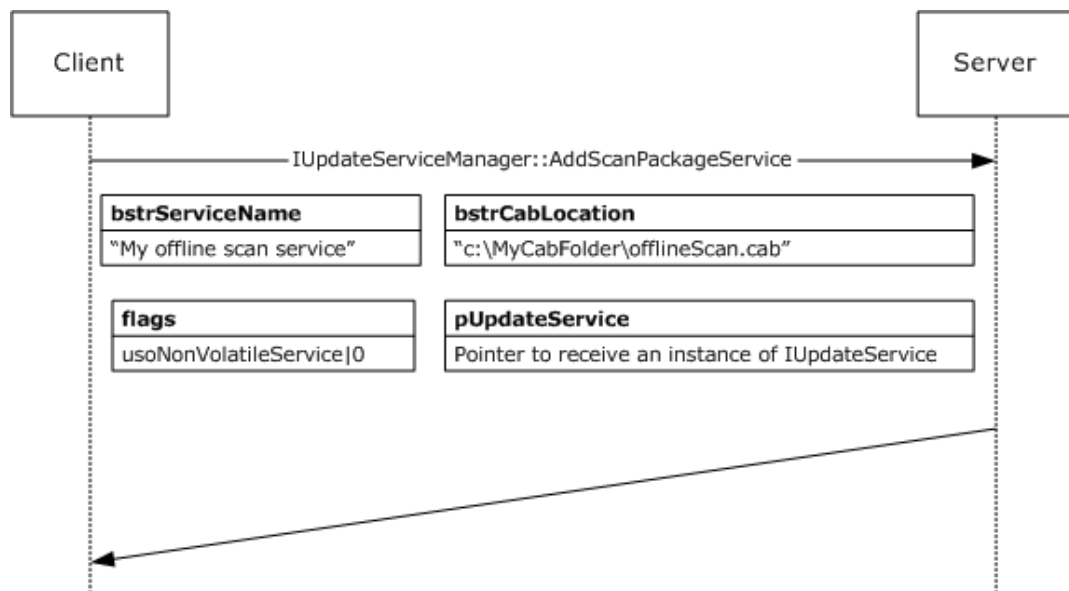 Client
Server
IUpdateServiceManager::AddScanPackageService
bstrServiceName
bstrCabLocation
“My offline scan service”
“c:\MyCabFolder\offlineScan.cab”
flags
pUpdateService
usoNonVolatileService|0
Pointer to receive an instance of IUpdateService